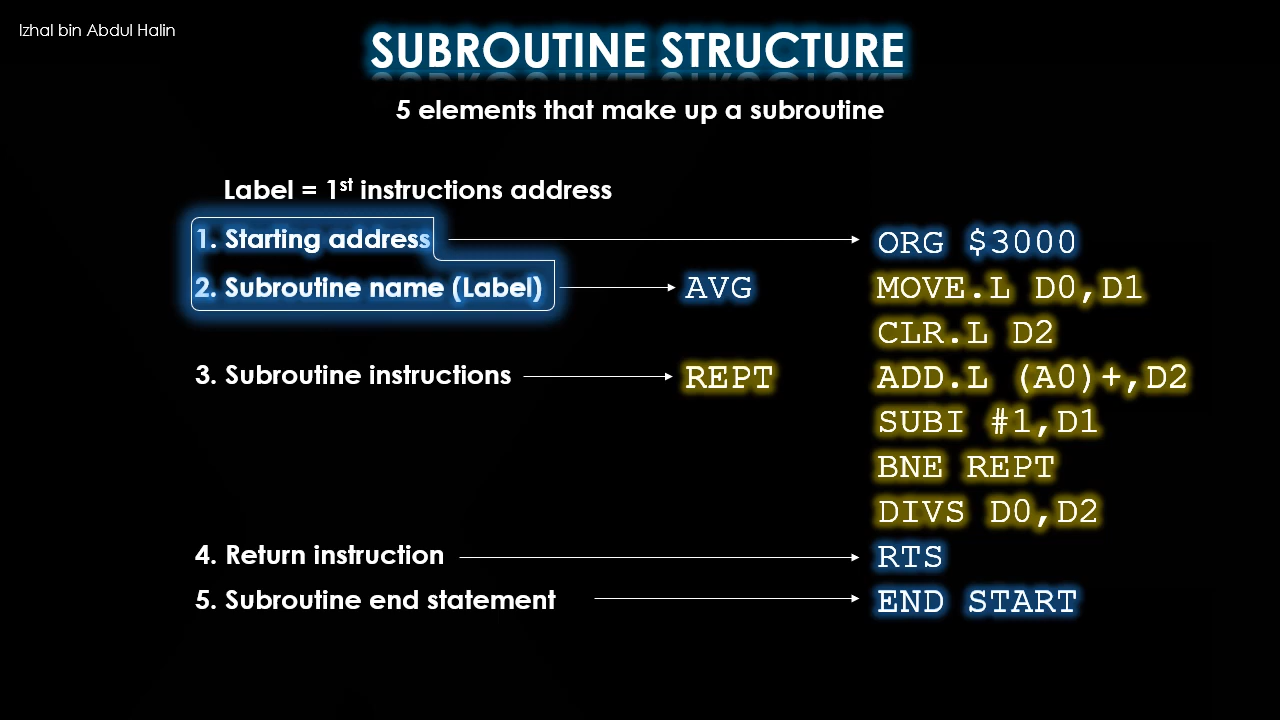 Izhal bin Abdul Halin
SUBROUTINE STRUCTURE
5 elements that make up a subroutine
Label = 1st instructions address
1. Starting address ORG $3000
2. Subroutine name (Label) AVG MOVE.L D0,D1
CLR.L D2
3. Subroutine instructions REPT ADD.L (A0)+,D2
SUBI #1,D1
BNE REPT
DIVS D0,D2
4. Return instruction RTS
5. Subroutine end statement END START